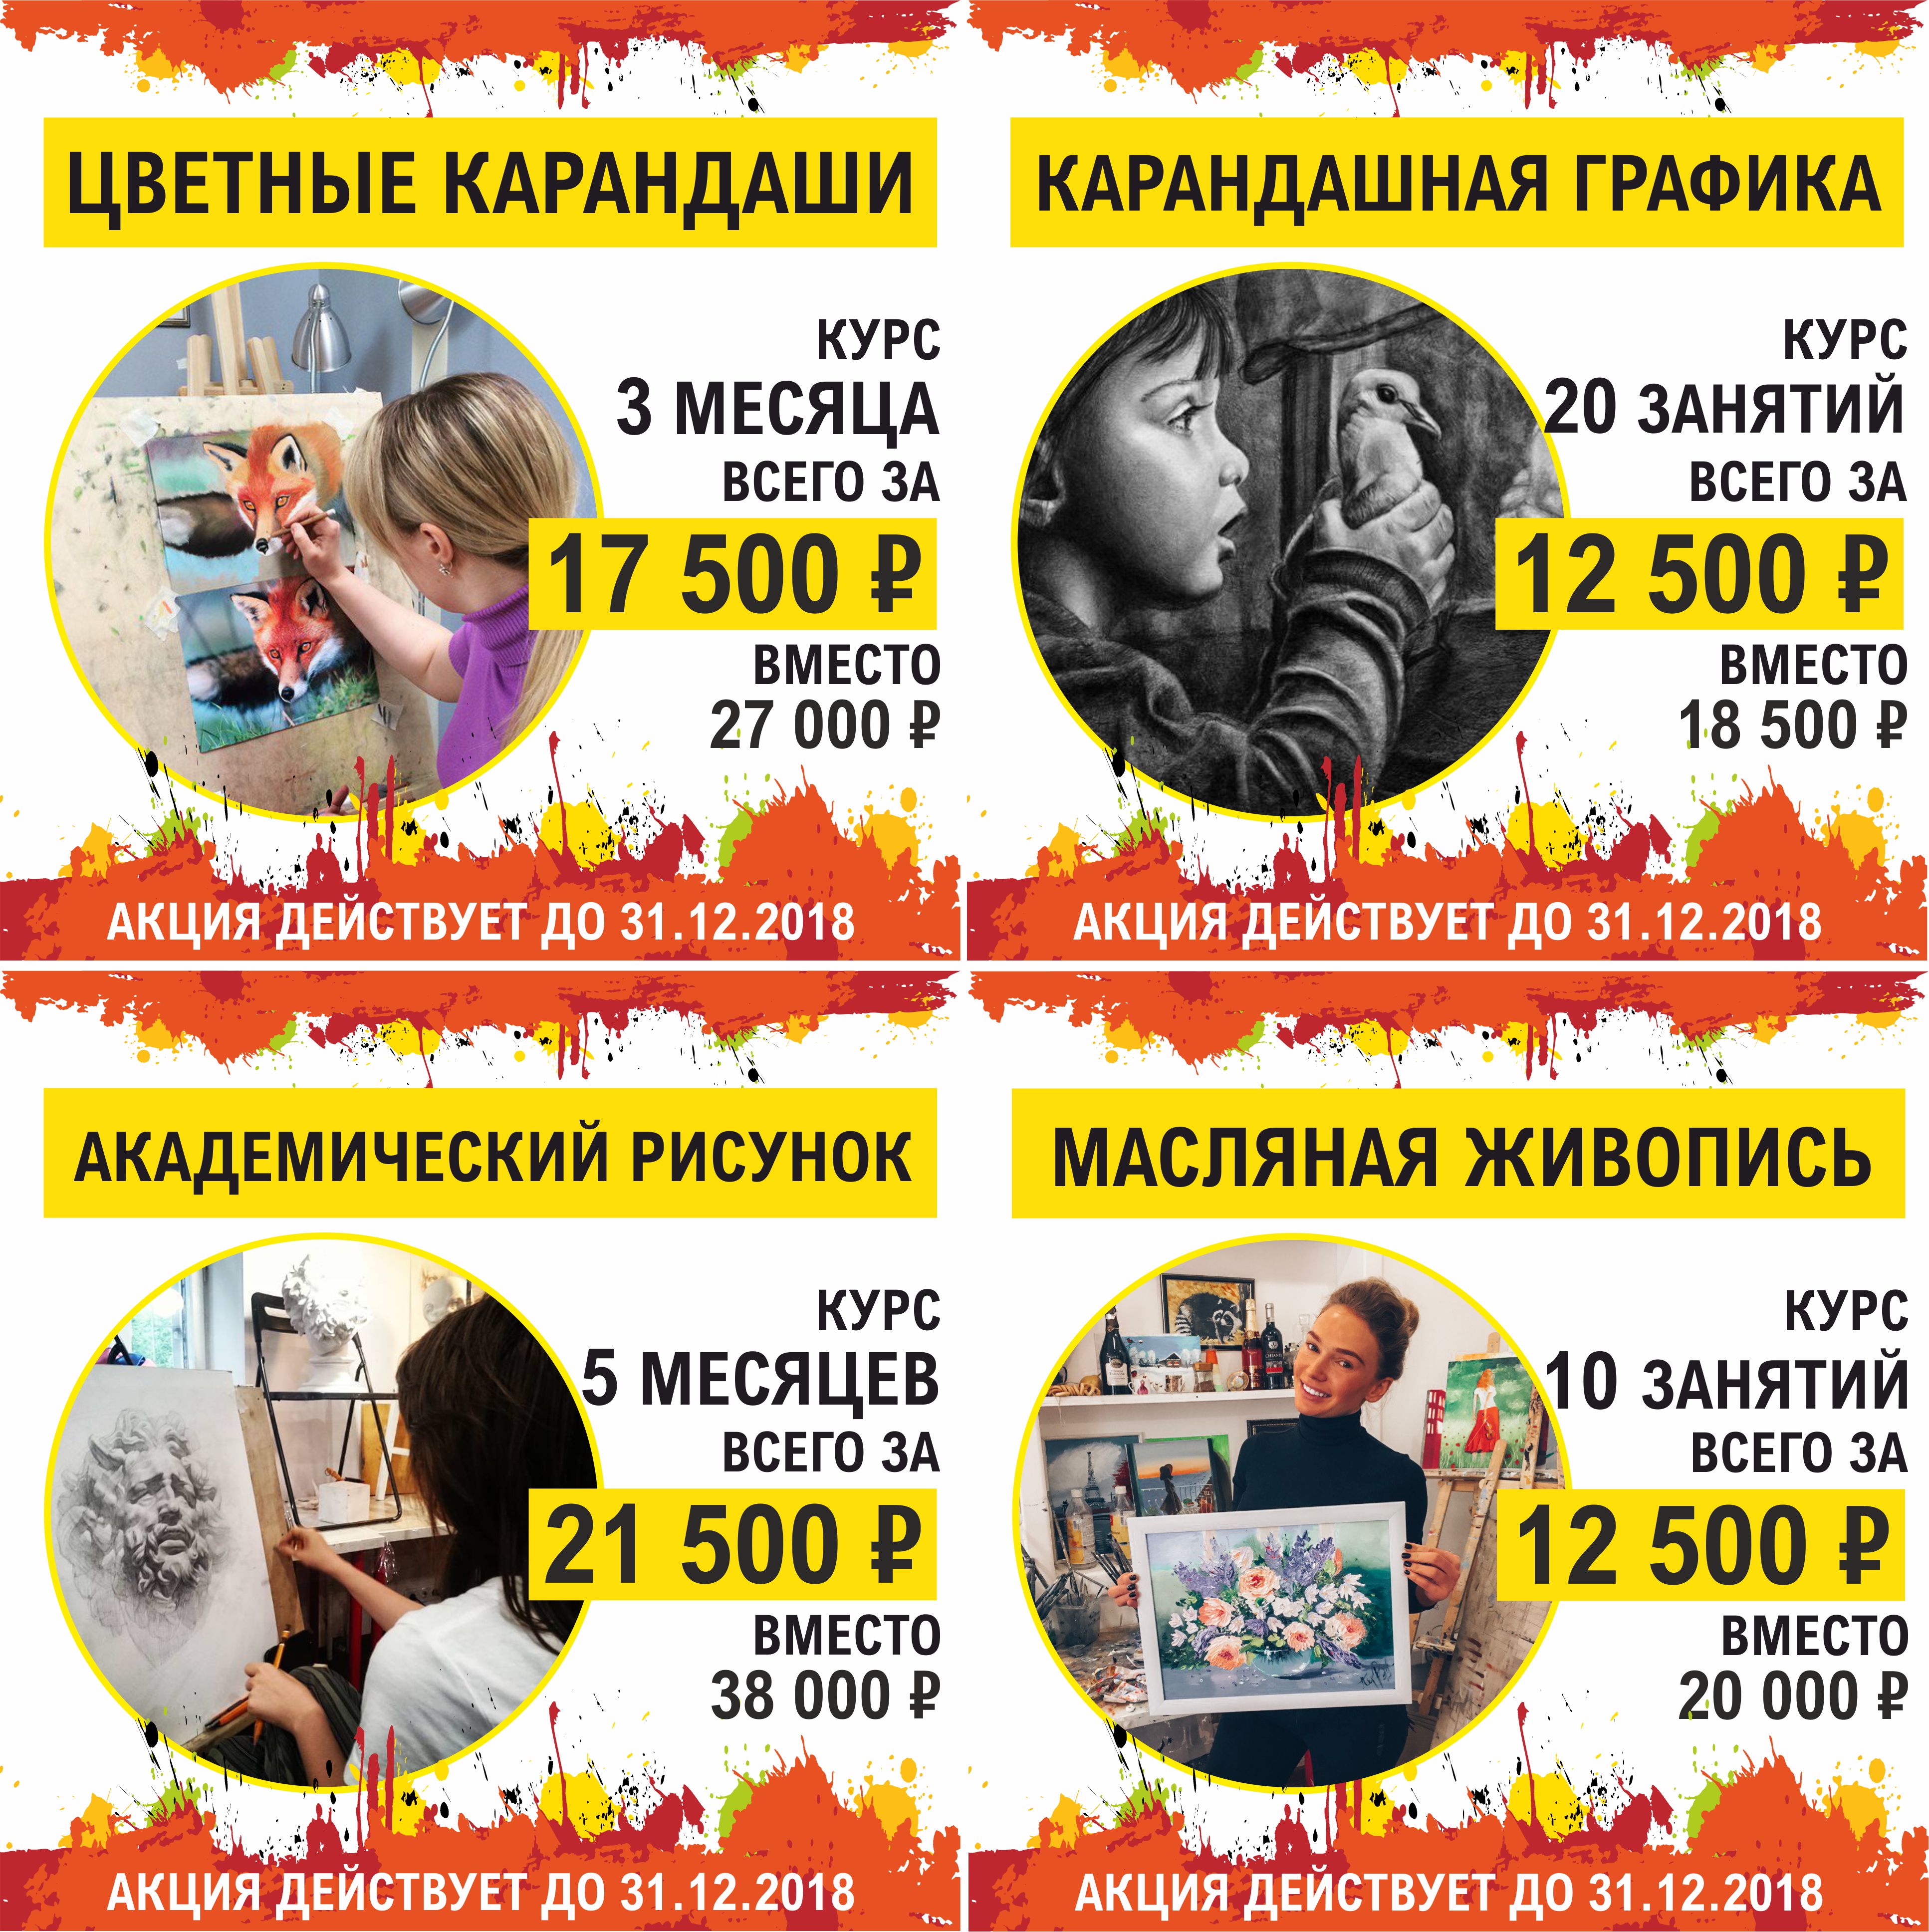 ЦВЕТНЫЕ КАРАНДАШИ
КУРС
3 МЕСЯЦА
ВСЕГО ЗА
17 500 ₽
ВМЕСТО
27 000 ₽
АКЦИЯ ДЕЙСТВУЕТ ДО 31.12.2018
КАРАНДАШНАЯ ГРАФИКА
КУРС
20 ЗАНЯТИЙ
ВСЕГО ЗА
12 500 ₽
ВМЕСТО
18 500 ₽
АКЦИЯ ДЕЙСТВУЕТ ДО 31.12.2018
АКАДЕМИЧЕСКИЙ РИСУНОК
КУРС
5 МЕСЯЦЕВ
ВСЕГО ЗА
21 500 ₽
ВМЕСТО
38 000 ₽
АКЦИЯ ДЕЙСТВУЕТ ДО 31.12.2018
МАСЛЯНАЯ ЖИВОПИСЬ
КУРС
10 ЗАНЯТИЙ
ВСЕГО ЗА
12 500 ₽
ВМЕСТО
20 000 ₽
АКЦИЯ ДЕЙСТВУЕТ ДО 31.12.2018